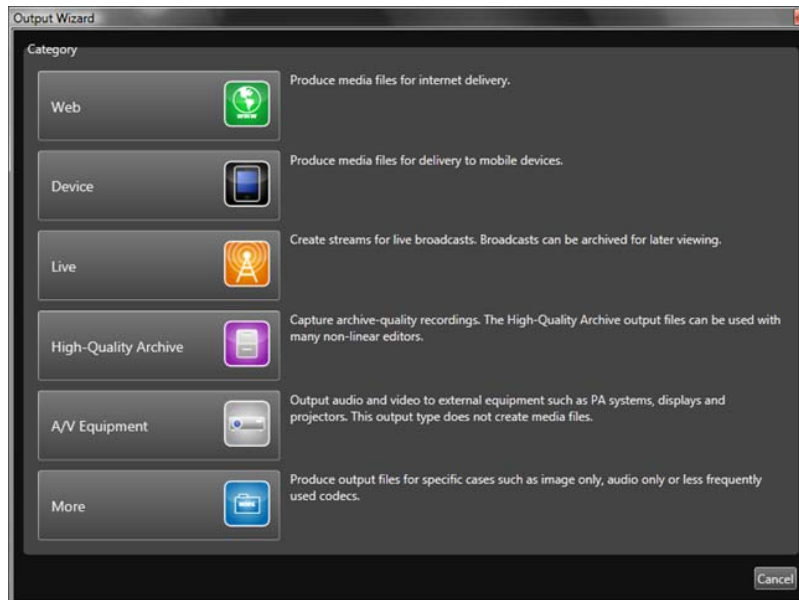 Output Wizard
Category
Web
www
Produce media files for internet delivery.
Device
Produce media files for delivery to mobile devices.
Live
Create streams for live broadcasts. Broadcasts can be archived for later viewing.
High-Quality Archive
Capture archive-quality recordings. The High-Quality Archive output files can be used with
many non-linear editors.
A/V Equipment
Output audio and video to external equipment such as PA systems, displays and
projectors. This output type does not create media files.
More
Produce output files for specific cases such as image only, audio only or less frequently
used codecs.
Cancel